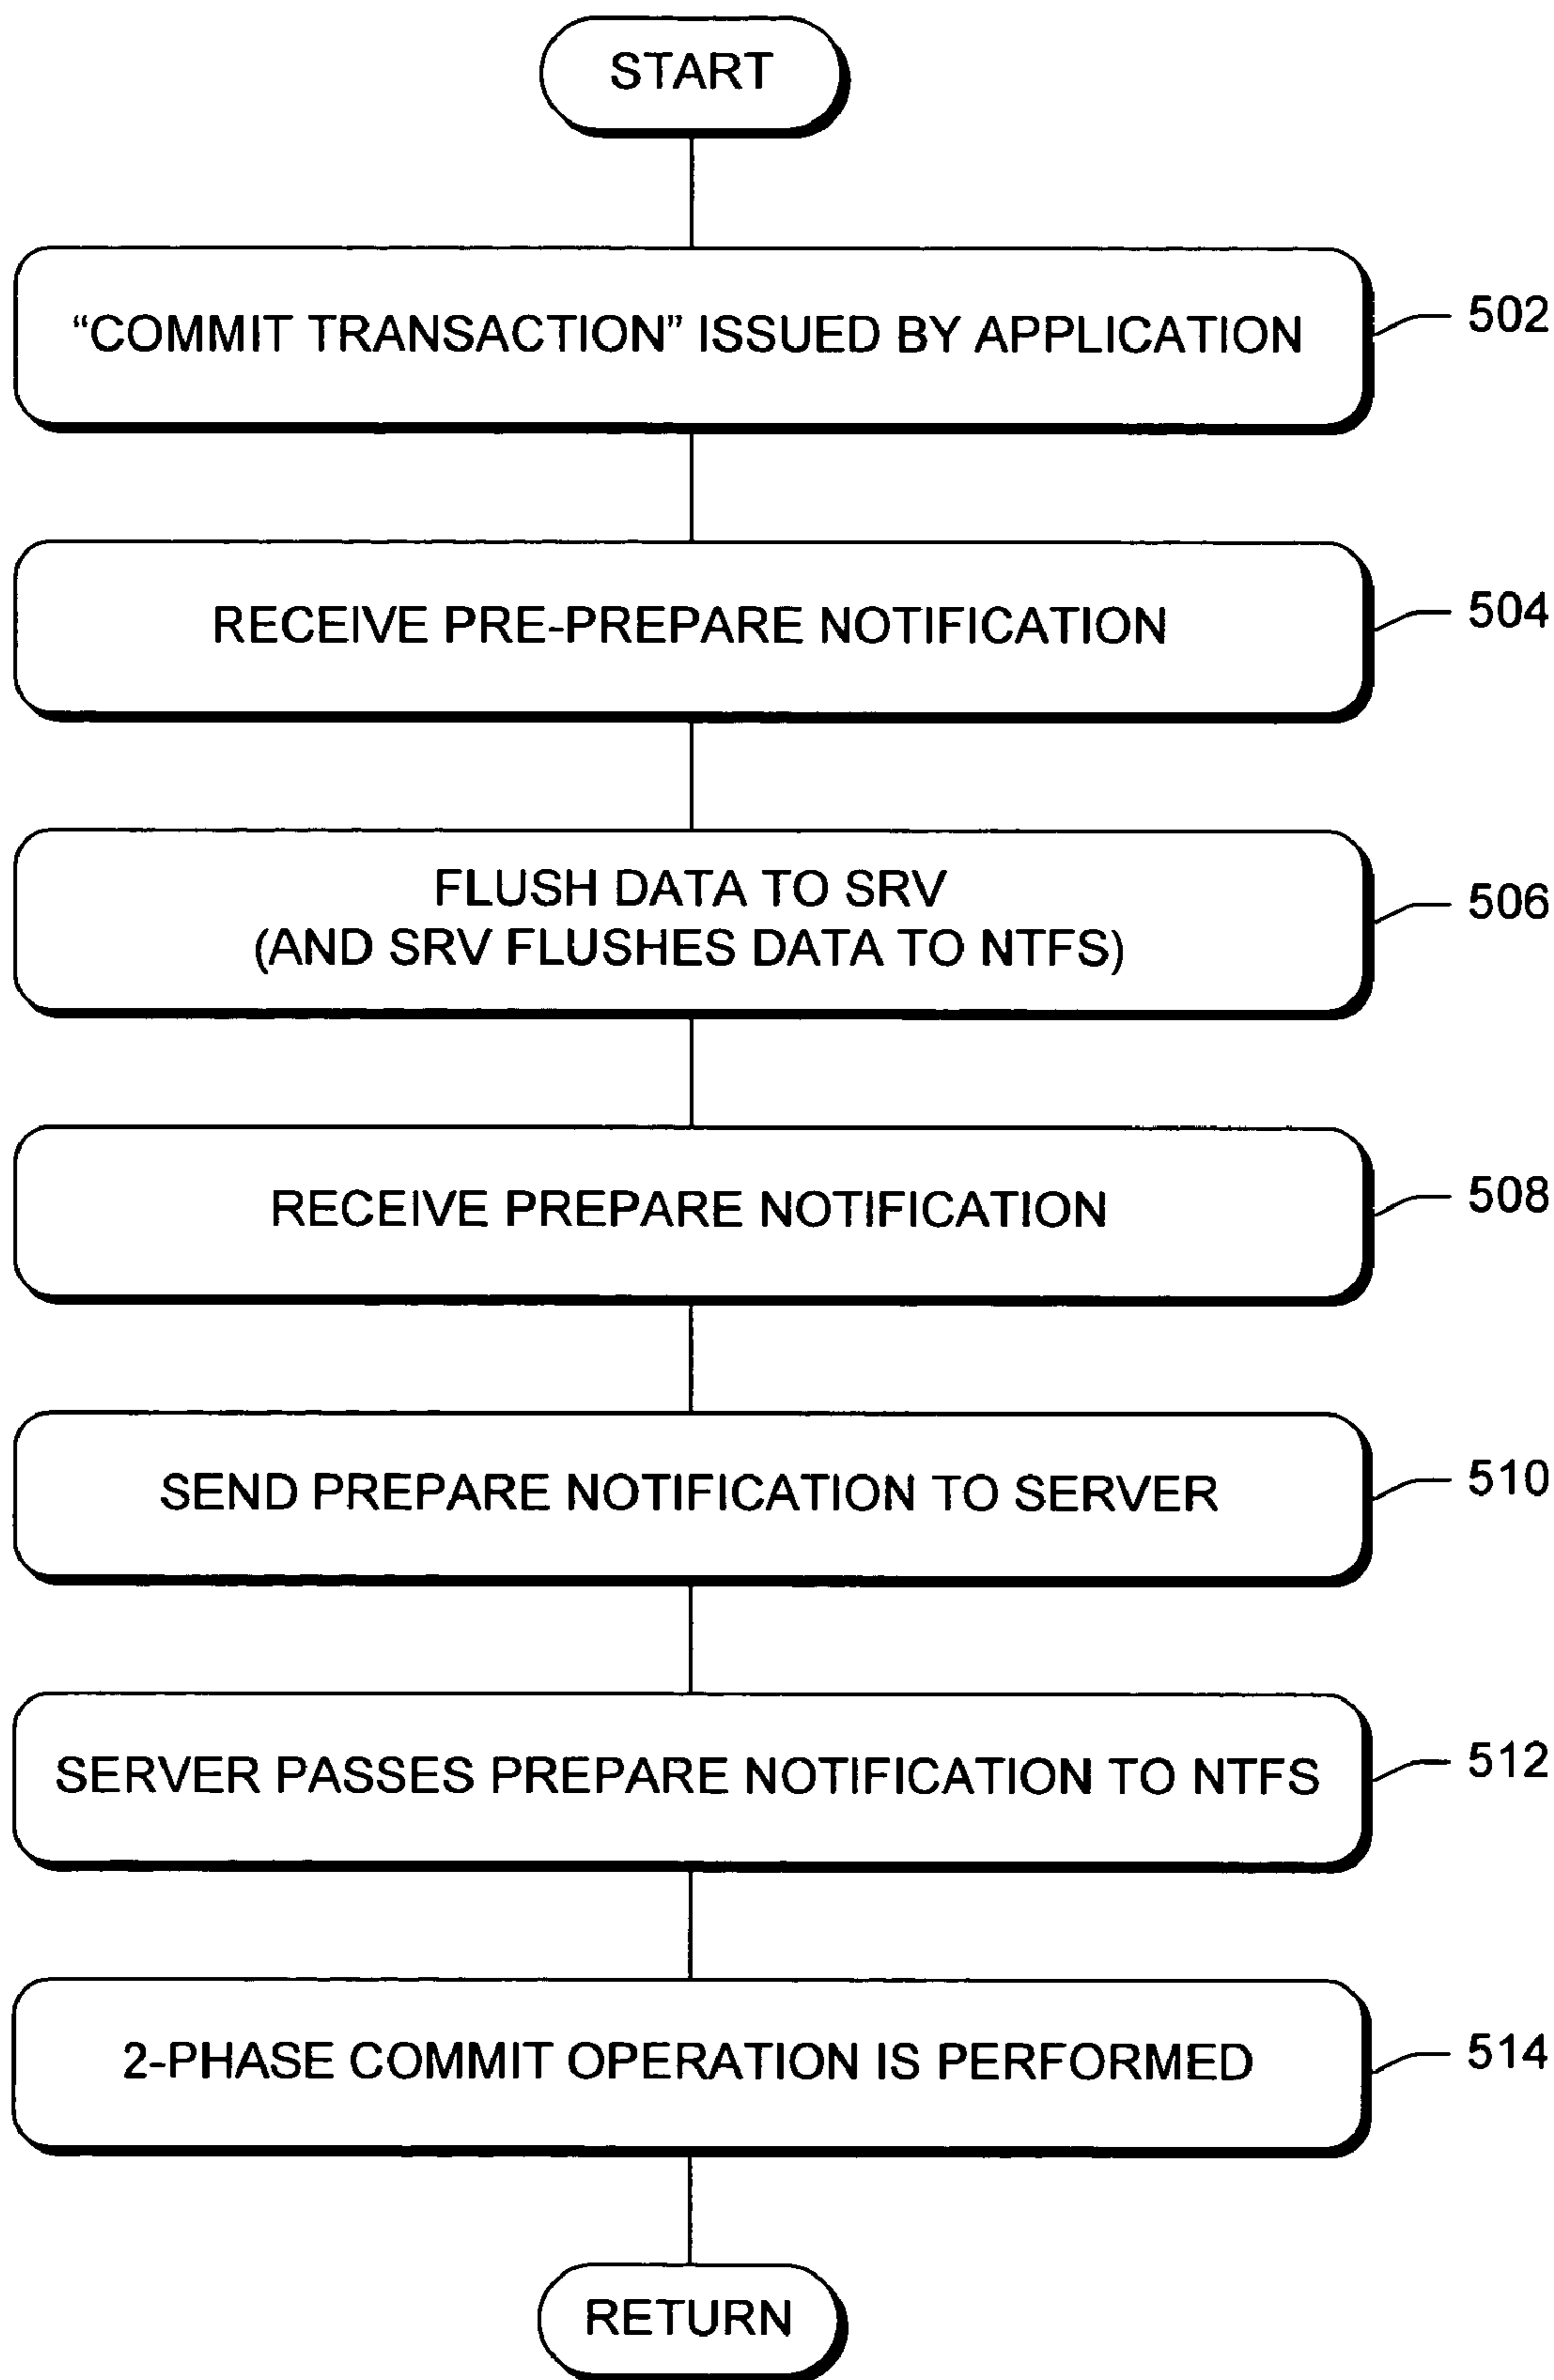 START
“COMMIT TRANSACTION” ISSUED BY APPLICATION
502
RECEIVE PRE-PREPARE NOTIFICATION
504
FLUSH DATA TO SRV
(AND SRV FLUSHES DATA TO NTFS)
506
RECEIVE PREPARE NOTIFICATION
508
SEND PREPARE NOTIFICATION TO SERVER
510
SERVER PASSES PREPARE NOTIFICATION TO NTFS
512
2-PHASE COMMIT OPERATION IS PERFORMED
514
RETURN